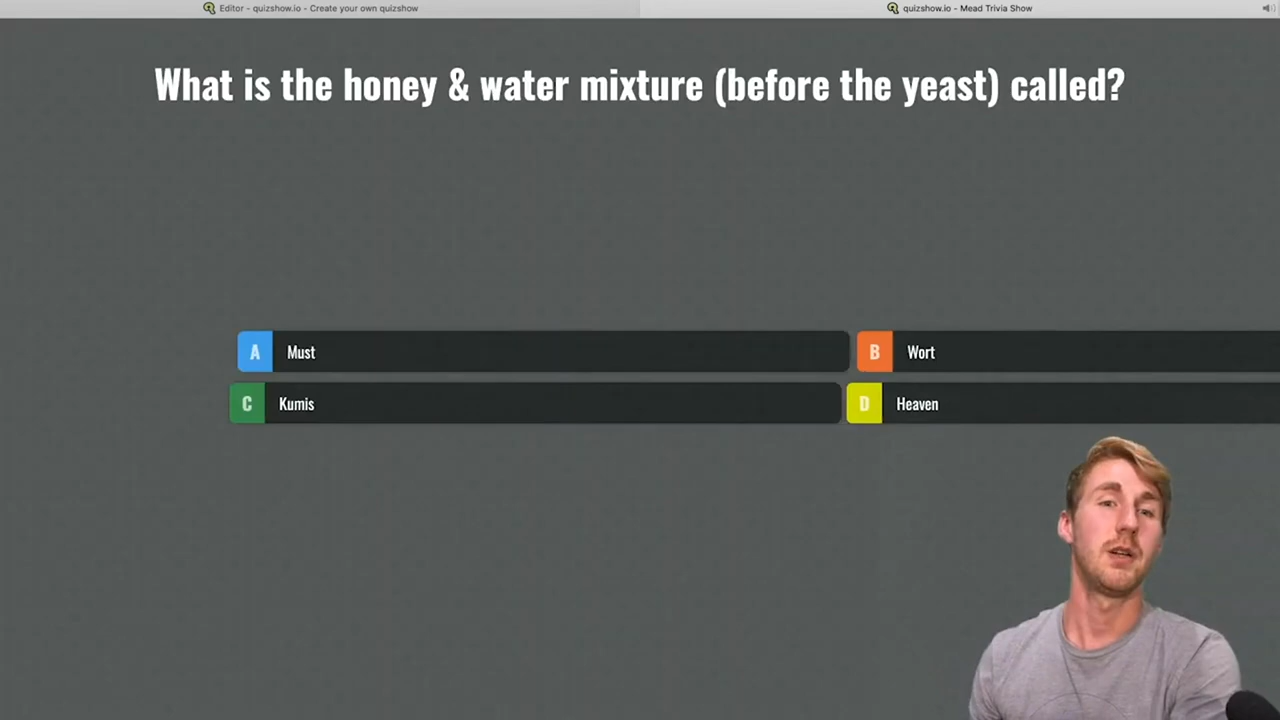 Editor - quizshow.io - Create your own quizshow
quizshow.io - Mead Trivia Show
What is the honey & water mixture (before the yeast) called?
A Must
B Wort
C Kumis
D Heaven